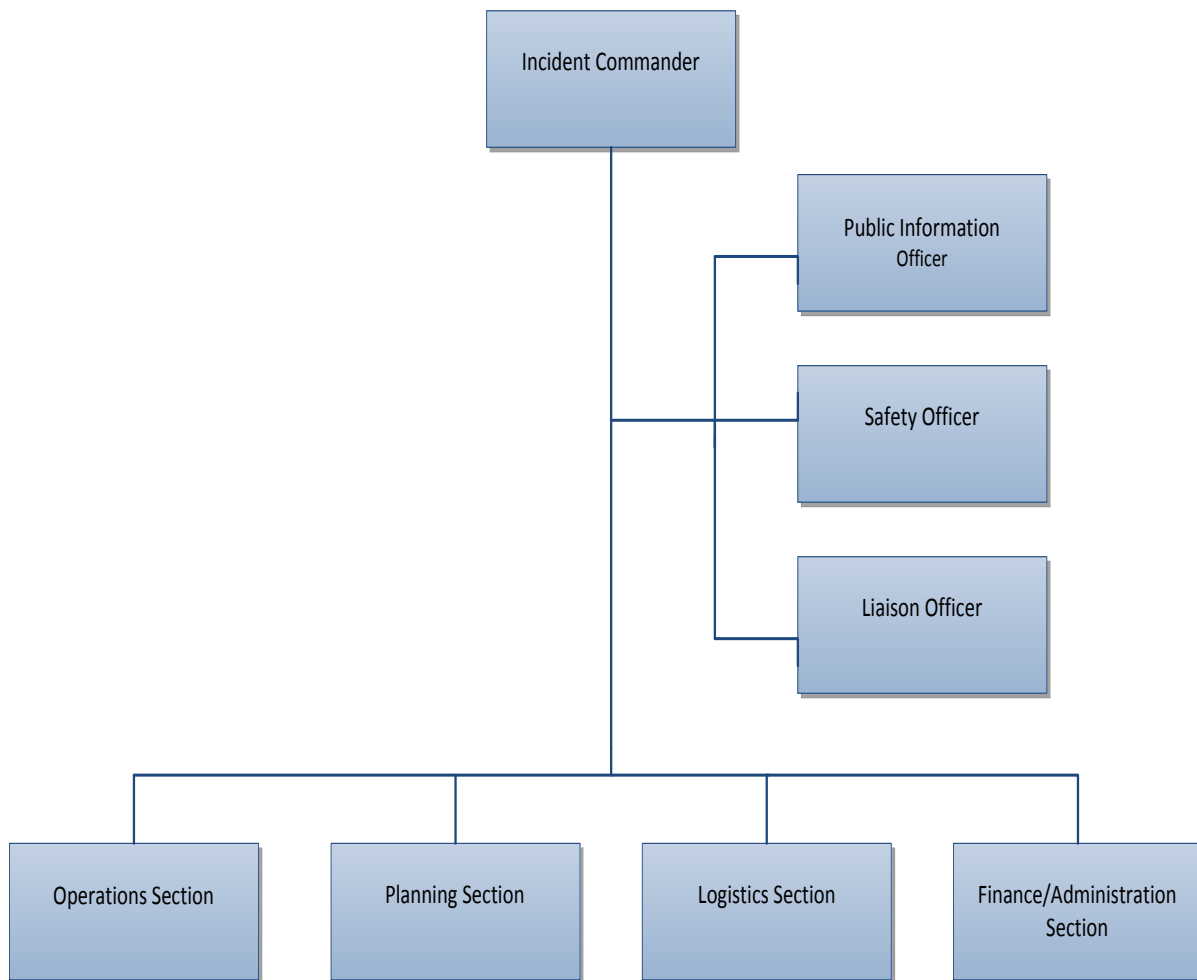 Incident Commander
Public Information
Officer
Safety Officer
Liaison Officer
Operations Section
Planning Section
Logistics Section
Finance/Administration
Section